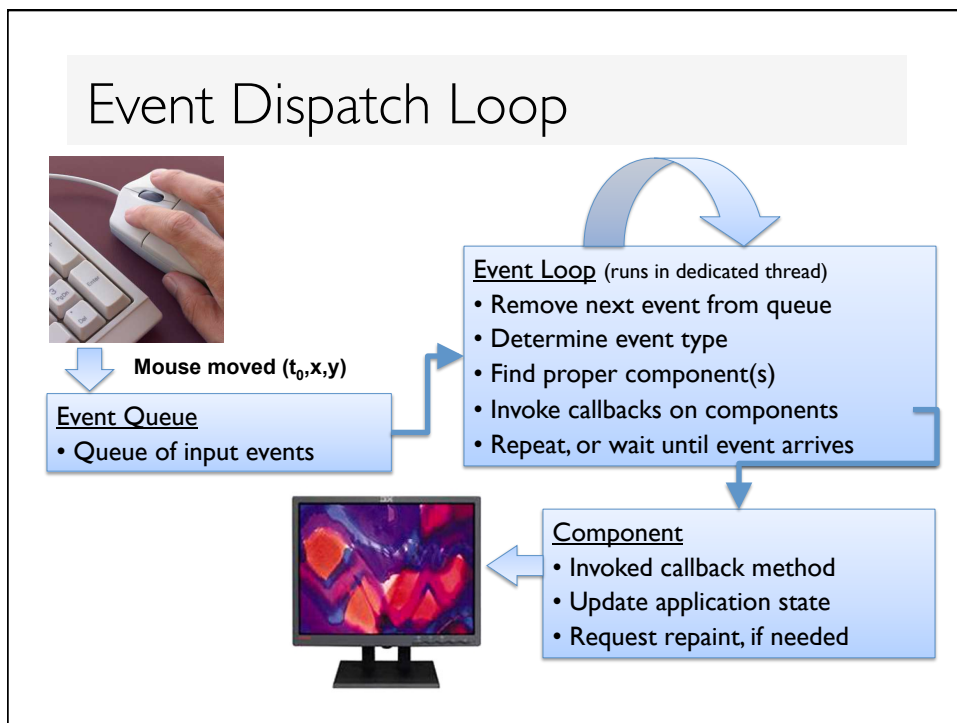 Event Dispatch Loop
Mouse moved (t₀,x,y)
Event Queue
• Queue of input events
Event Loop (runs in dedicated thread)
• Remove next event from queue
• Determine event type
• Find proper component(s)
• Invoke callbacks on components
• Repeat, or wait until event arrives
Component
• Invoked callback method
• Update application state
• Request repaint, if needed